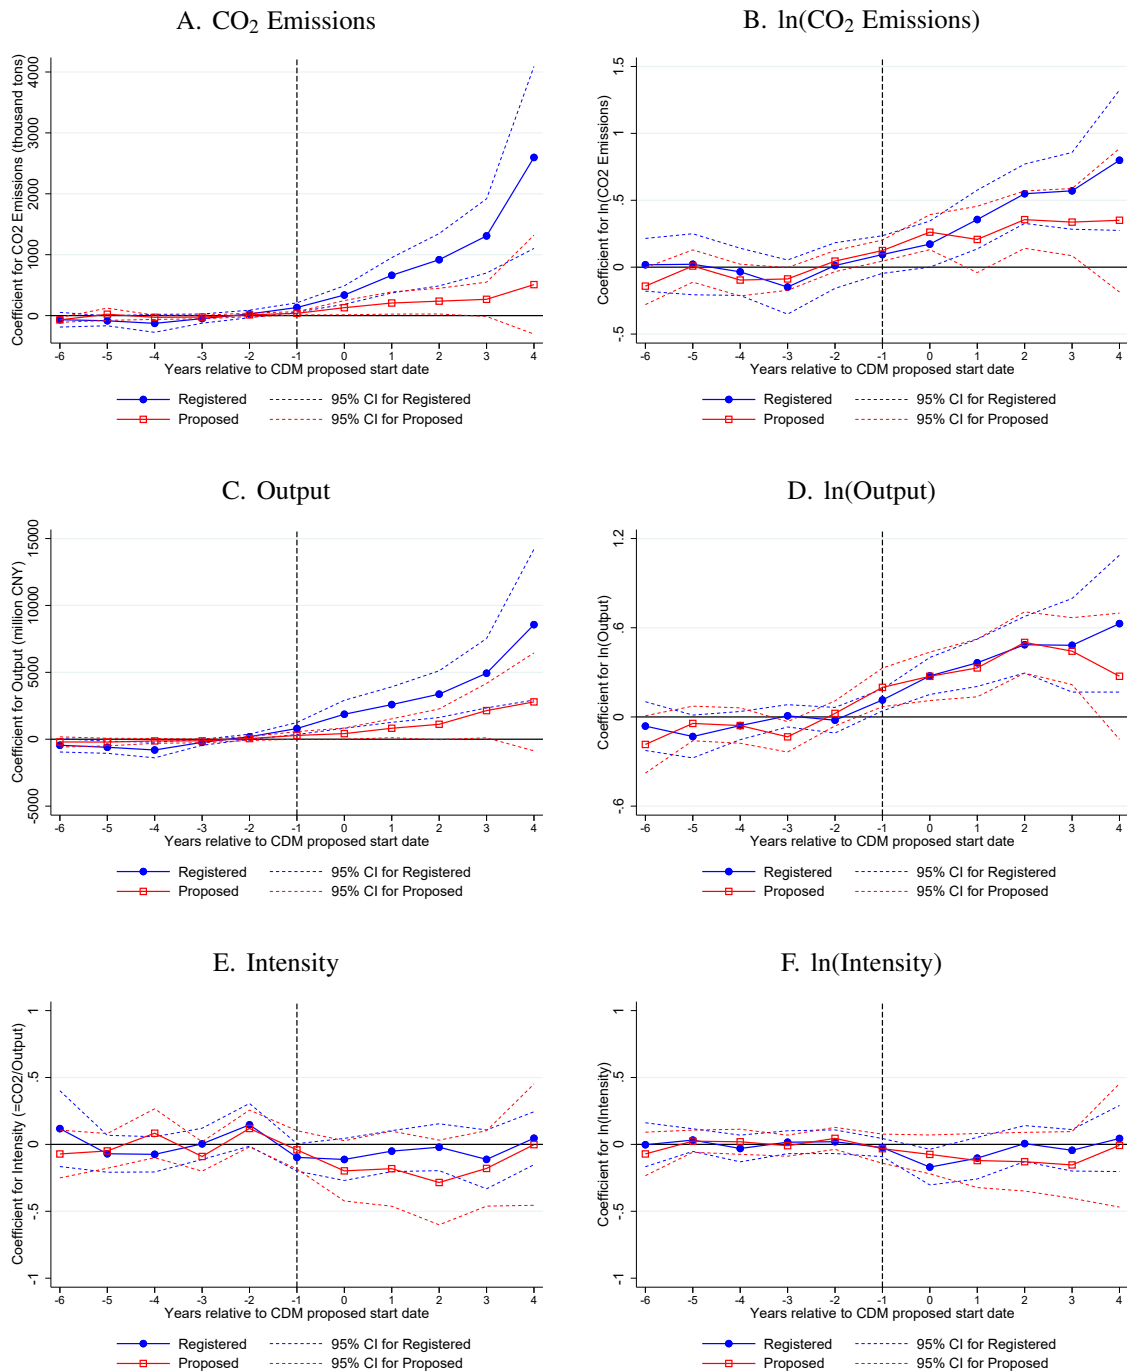 A. CO2 Emissions
Coefficient for CO2 Emissions (thousand tons)
4000
3000
2000
1000
0
-6 -5 -4 -3 -2 -1 0 1 2 3 4
Years relative to CDM proposed start date
Registered 95% CI for Registered
Proposed 95% CI for Proposed
B. ln(CO2 Emissions)
Coefficient for ln(CO2 Emissions)
1.5
1
.5
0
-.5
-6 -5 -4 -3 -2 -1 0 1 2 3 4
Years relative to CDM proposed start date
Registered 95% CI for Registered
Proposed 95% CI for Proposed
C. Output
Coefficient for Output (million CNY)
15000
10000
5000
0
-5000
-6 -5 -4 -3 -2 -1 0 1 2 3 4
Years relative to CDM proposed start date
Registered 95% CI for Registered
Proposed 95% CI for Proposed
D. ln(Output)
Coefficient for ln(Output)
1.2
.6
0
-.6
-6 -5 -4 -3 -2 -1 0 1 2 3 4
Years relative to CDM proposed start date
Registered 95% CI for Registered
Proposed 95% CI for Proposed
E. Intensity
Coefficient for Intensity (=CO2/Output)
1
.5
0
-.5
-1
-6 -5 -4 -3 -2 -1 0 1 2 3 4
Years relative to CDM proposed start date
Registered 95% CI for Registered
Proposed 95% CI for Proposed
F. ln(Intensity)
Coefficient for ln(Intensity)
1
.5
0
-.5
-1
-6 -5 -4 -3 -2 -1 0 1 2 3 4
Years relative to CDM proposed start date
Registered 95% CI for Registered
Proposed 95% CI for Proposed